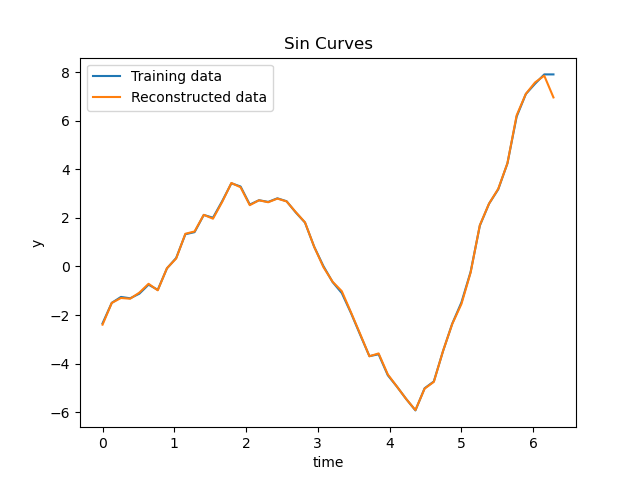 Sin Curves
Training data
Reconstructed data
8
6
4
2
0
−2
−4
−6
y
0 1 2 3 4 5 6
time